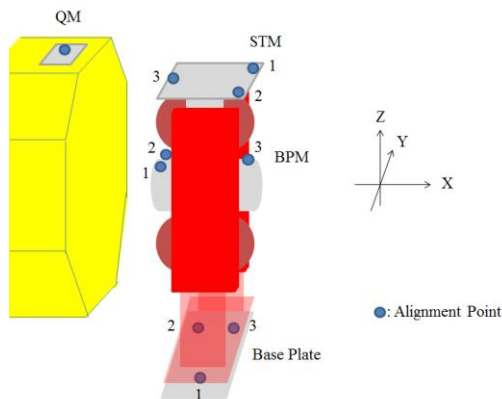 QM
STM
1
3
2
2
3
BPM
1
Z
Y
X
: Alignment Point
2
3
Base Plate
1